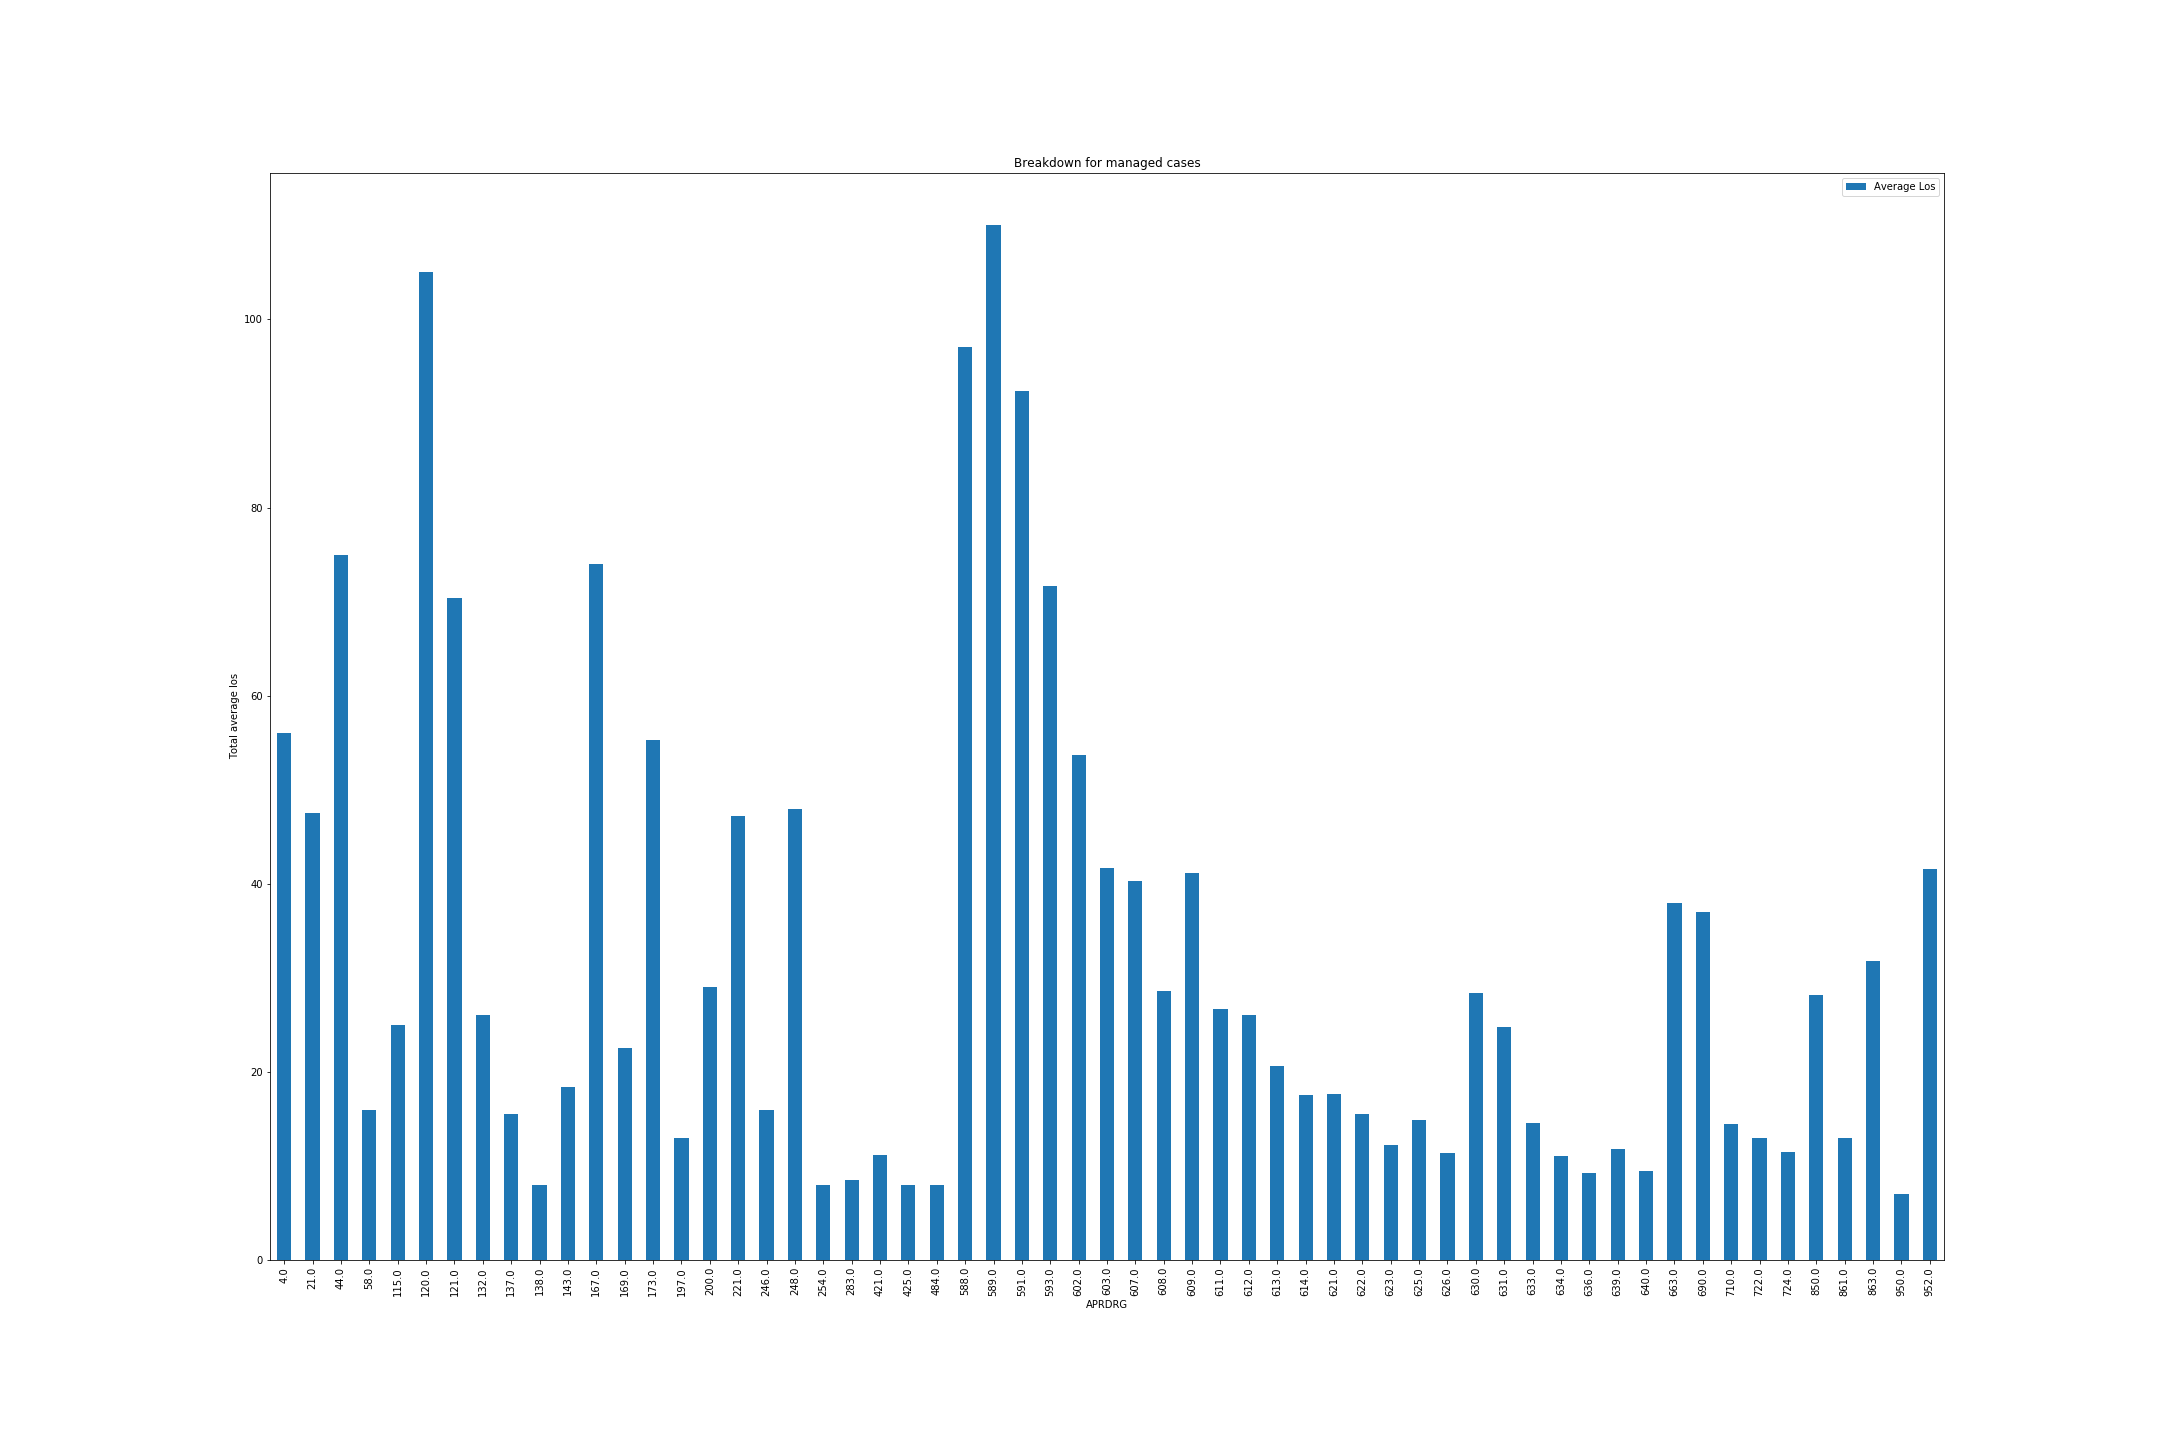 Breakdown for managed cases
Average Los
Total average los
100
80
60
40
20
0
4.0 21.0 44.0 58.0 115.0 120.0 121.0 132.0 137.0 138.0 143.0 167.0 169.0 173.0 197.0 200.0 221.0 246.0 248.0 254.0 283.0 421.0 425.0 484.0 588.0 589.0 591.0 593.0 602.0 603.0 607.0 608.0 609.0 611.0 612.0 613.0 614.0 621.0 622.0 623.0 625.0 626.0 630.0 631.0 633.0 634.0 636.0 639.0 640.0 663.0 690.0 710.0 722.0 724.0 850.0 861.0 863.0 950.0 952.0
APRDRG